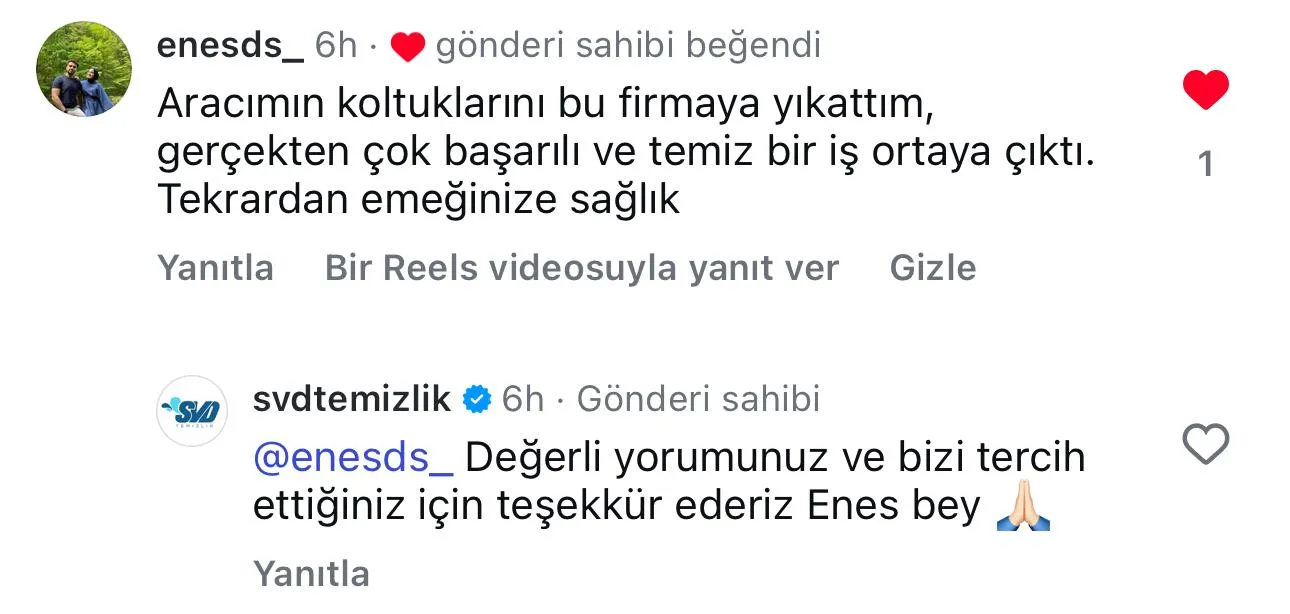 enesds_ 6h · ❤️ gönderi sahibi beğendi
Aracımın koltuklarını bu firmaya yıkattım,
gerçekten çok başarılı ve temiz bir iş ortaya çıktı.
Tekrardan emeğinize sağlık
1
Yanıtla Bir Reels videosuyla yanıt ver Gizle
SVD
TEMİZLİK
svdtemizlik 6h · Gönderi sahibi
@enesds_ Değerli yorumunuz ve bizi tercih
ettiğiniz için teşekkür ederiz Enes bey 🙏🏻
Yanıtla